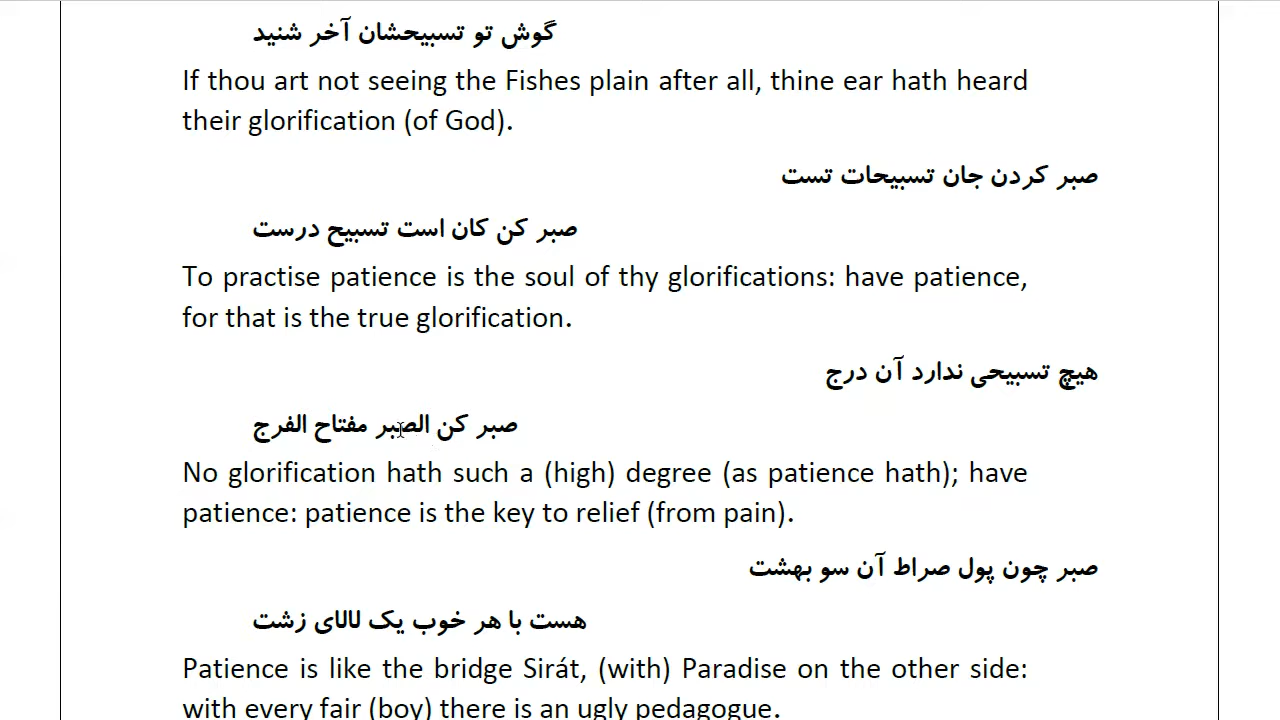 گوش تو تسبیحشان آخر شنید
If thou art not seeing the Fishes plain after all, thine ear hath heard
their glorification (of God).
صبر کردن جان تسبیحات تست
صبر کن کان است تسبیح درست
To practise patience is the soul of thy glorifications: have patience,
for that is the true glorification.
هیچ تسبیحی ندارد آن درج
صبر کن الصبر مفتاح الفرج
No glorification hath such a (high) degree (as patience hath); have
patience: patience is the key to relief (from pain).
صبر چون پول صراط آن سو بهشت
هست با هر خوب یک لالای زشت
Patience is like the bridge Sirát, (with) Paradise on the other side:
with every fair (boy) there is an ugly pedagogue.